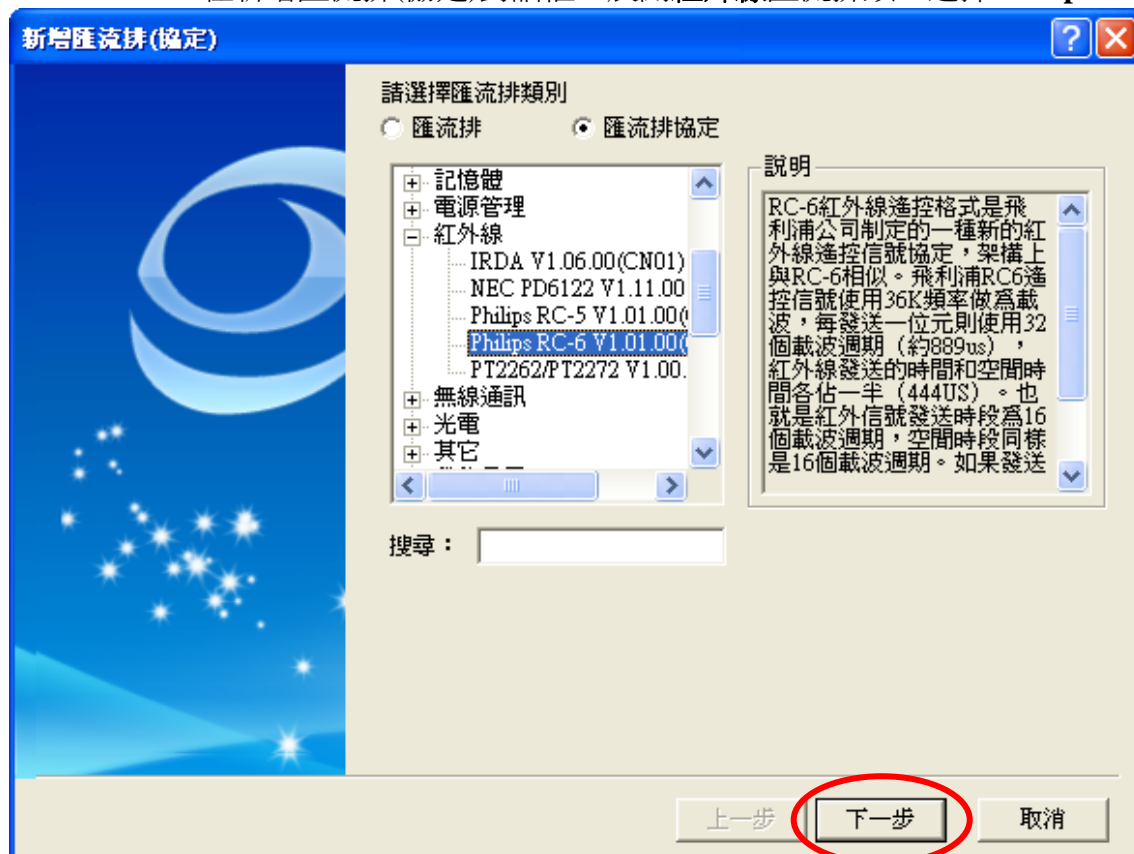 新增匯流排(協定)
請選擇匯流排類別
匯流排
匯流排協定
記憶體
電源管理
紅外線
IRDA V1.06.00(CN01)
NEC PD6122 V1.11.00
Philips RC-5 V1.01.00(
Philips RC-6 V1.01.00(
PT2262/PT2272 V1.00.
無線通訊
光電
其它
搜尋：
說明
RC-6紅外線遙控格式是飛
利浦公司制定的一種新的紅
外線遙控信號協定，架構上
與RC-6相似。飛利浦RC6遙
控信號使用36K頻率做為載
波，每發送一位元則使用32
個載波週期（約889us），
紅外線發送的時間和空閒時
間各佔一半（444US）。也
就是紅外信號發送時段為16
個載波週期，空閒時段同樣
是16個載波週期。如果發送
上一步
下一步
取消